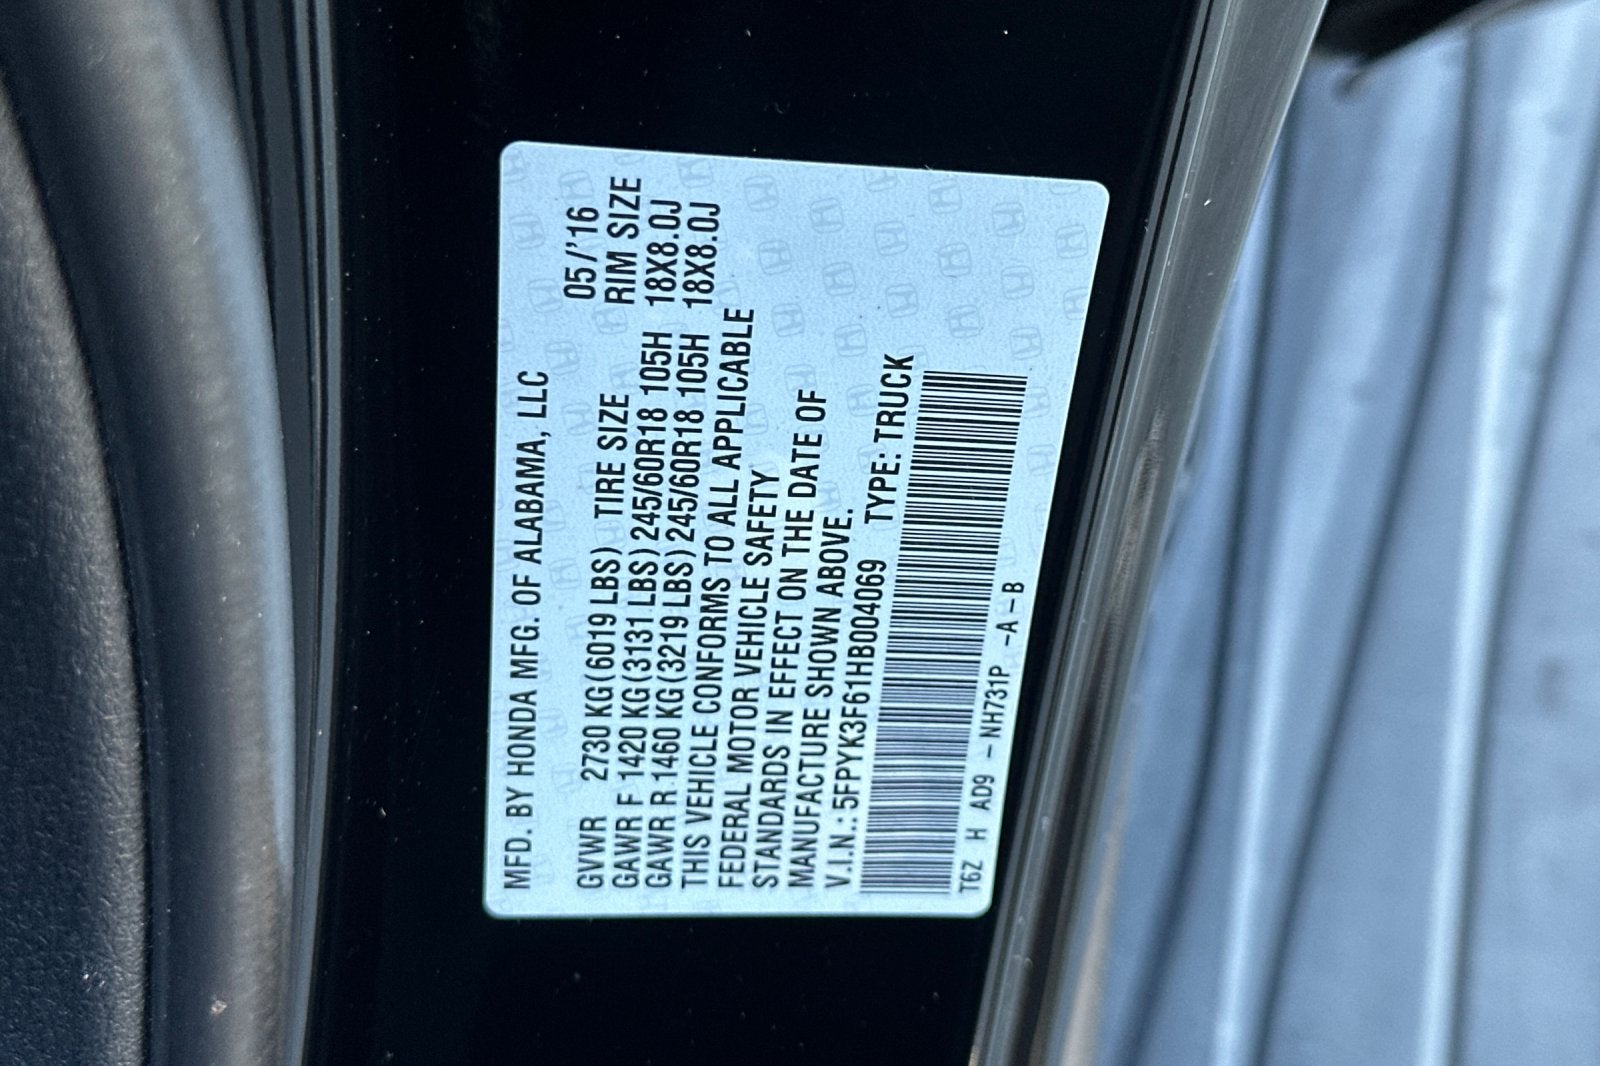 MFD. BY HONDA MFG. OF ALABAMA, LLC
05/'16
GVWR 2730 KG (6019 LBS) TIRE SIZE RIM SIZE
GAWR F 1420 KG (3131 LBS) 245/60R18 105H 18X8.0J
GAWR R 1460 KG (3219 LBS) 245/60R18 105H 18X8.0J
THIS VEHICLE CONFORMS TO ALL APPLICABLE
FEDERAL MOTOR VEHICLE SAFETY
STANDARDS IN EFFECT ON THE DATE OF
MANUFACTURE SHOWN ABOVE.
V.I.N.: 5FPYK3F61HB004069 TYPE: TRUCK
T6Z H AD9 - NH731P -A-B